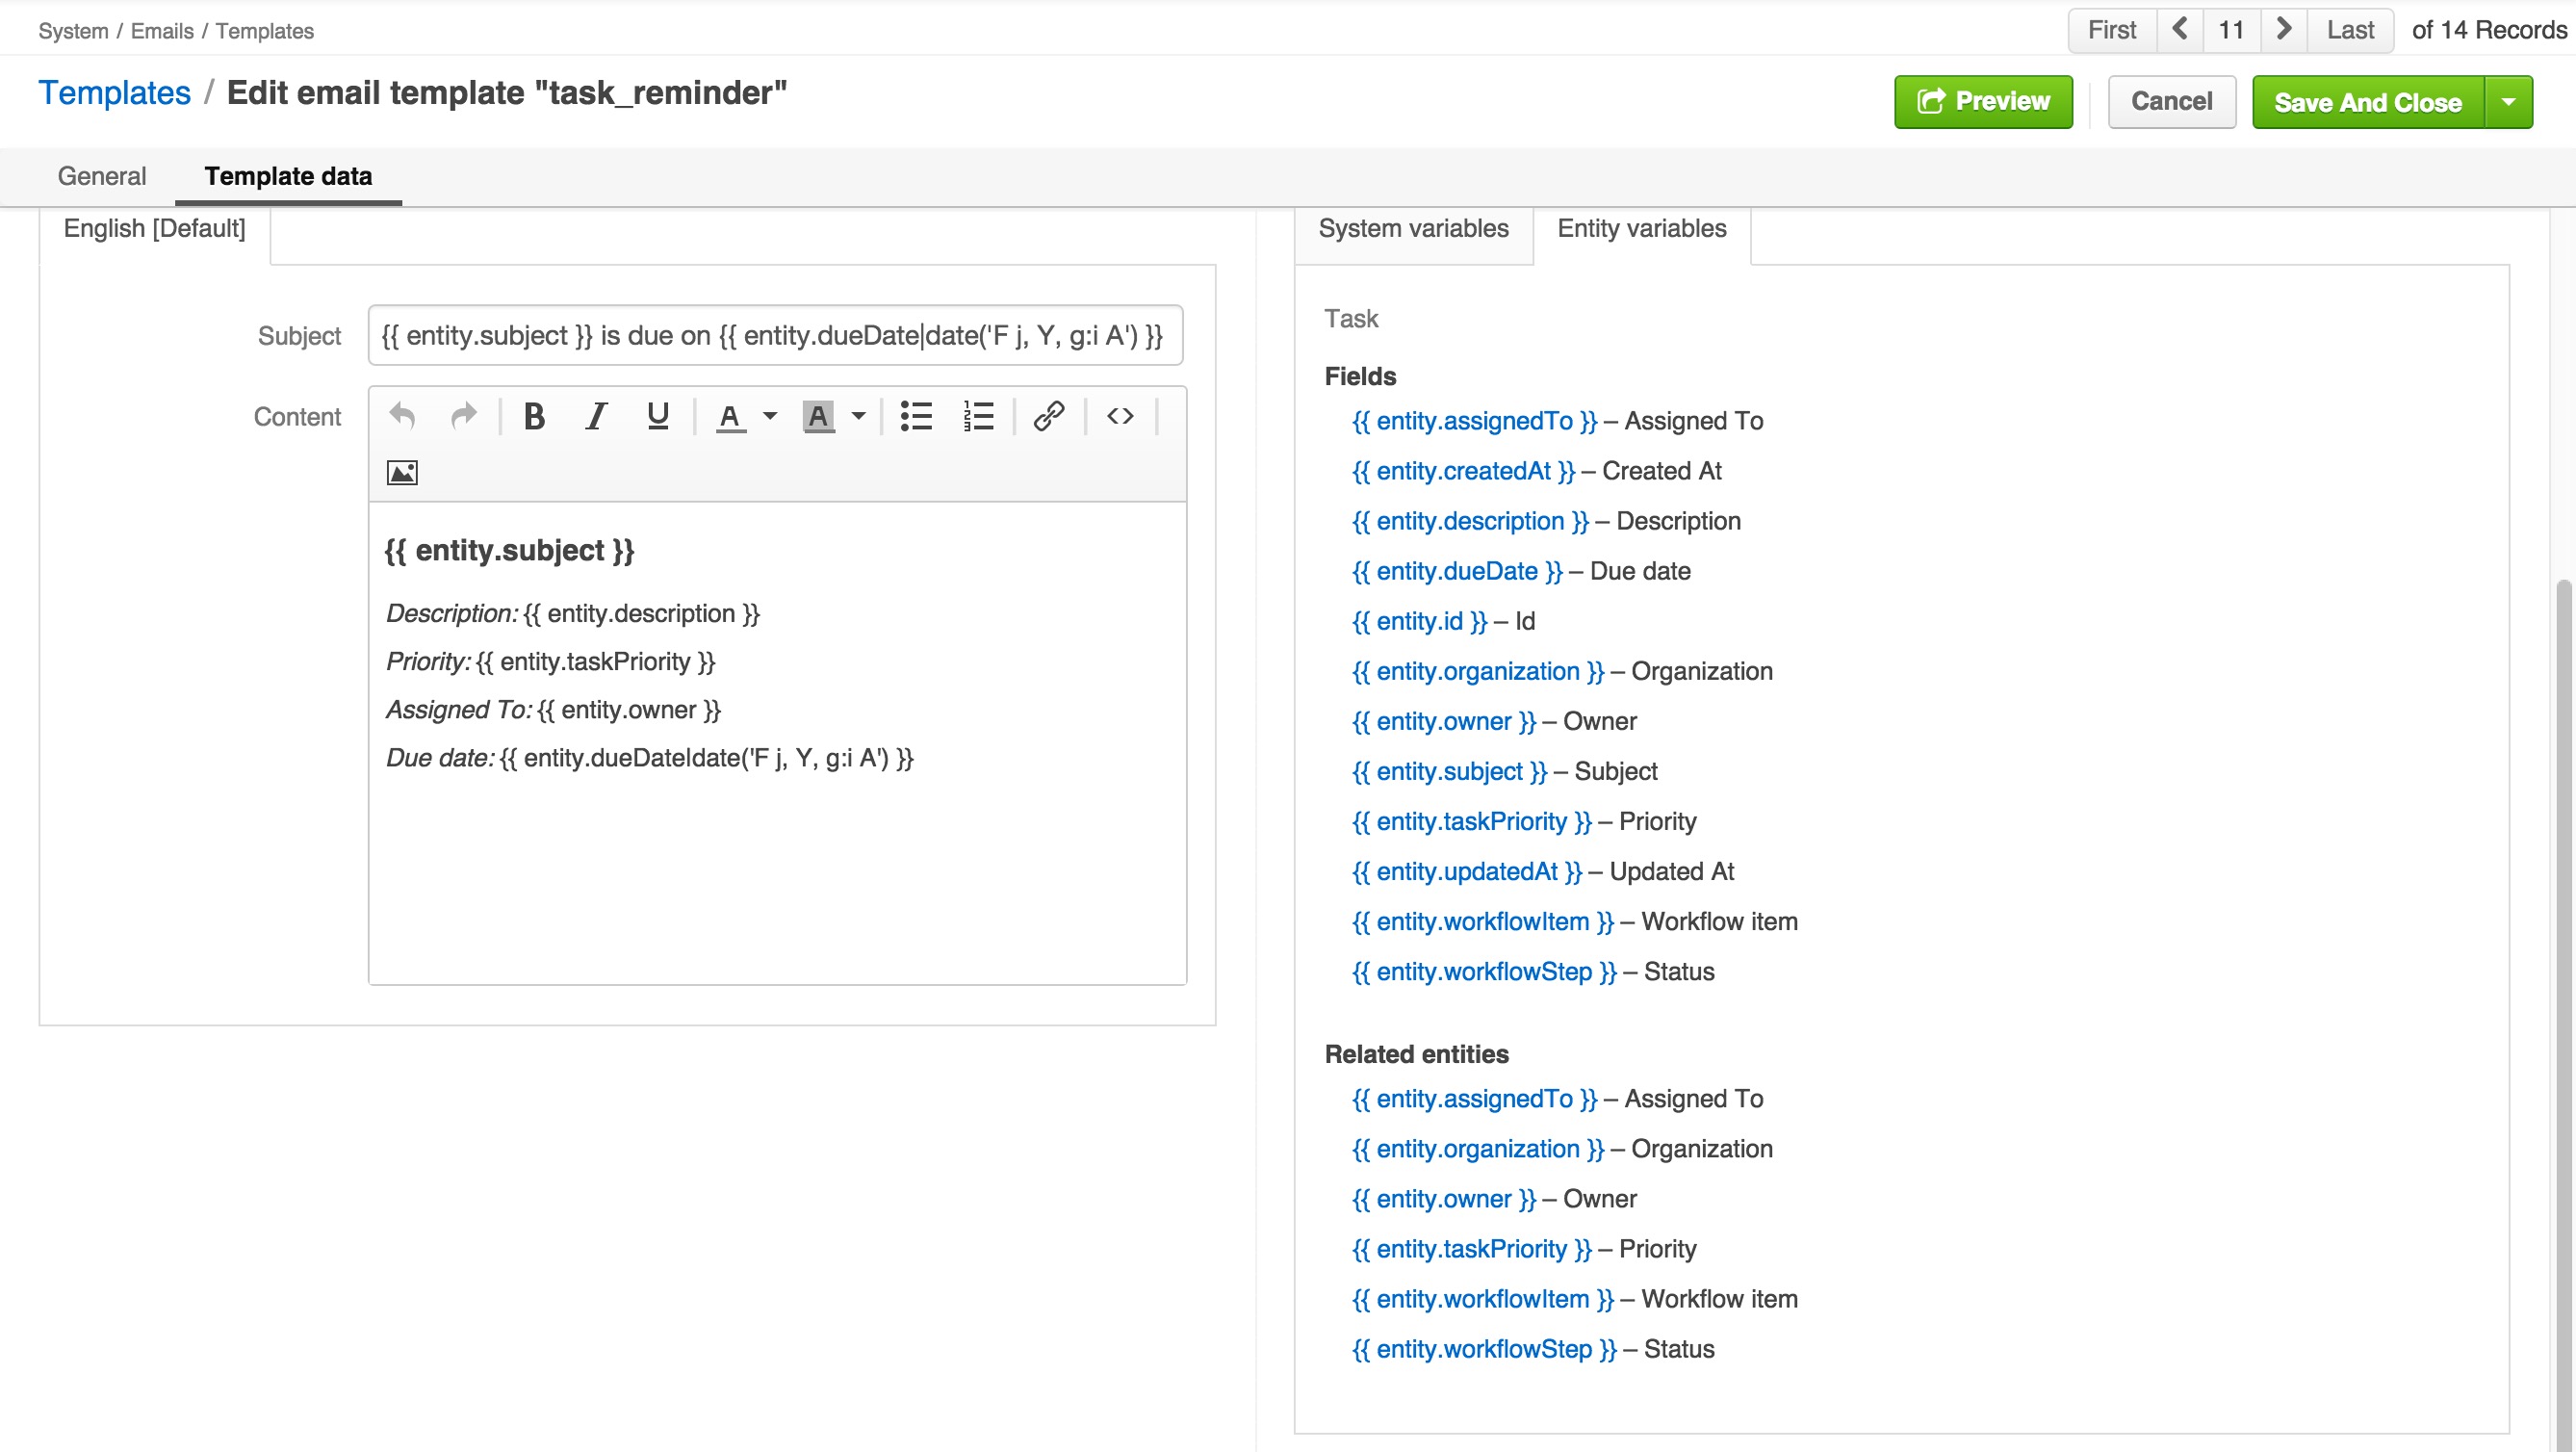 System / Emails / Templates
First 11 Last of 14 Records
Templates / Edit email template "task_reminder"
Preview
Cancel
Save And Close
General
Template data
English [Default]
Subject
{{ entity.subject }} is due on {{ entity.dueDate|date('F j, Y, g:i A') }}
Content
B I U A A
{{ entity.subject }}
Description: {{ entity.description }}
Priority: {{ entity.taskPriority }}
Assigned To: {{ entity.owner }}
Due date: {{ entity.dueDate|date('F j, Y, g:i A') }}
System variables
Entity variables
Task
Fields
{{ entity.assignedTo }} – Assigned To
{{ entity.createdAt }} – Created At
{{ entity.description }} – Description
{{ entity.dueDate }} – Due date
{{ entity.id }} – Id
{{ entity.organization }} – Organization
{{ entity.owner }} – Owner
{{ entity.subject }} – Subject
{{ entity.taskPriority }} – Priority
{{ entity.updatedAt }} – Updated At
{{ entity.workflowItem }} – Workflow item
{{ entity.workflowStep }} – Status
Related entities
{{ entity.assignedTo }} – Assigned To
{{ entity.organization }} – Organization
{{ entity.owner }} – Owner
{{ entity.taskPriority }} – Priority
{{ entity.workflowItem }} – Workflow item
{{ entity.workflowStep }} – Status